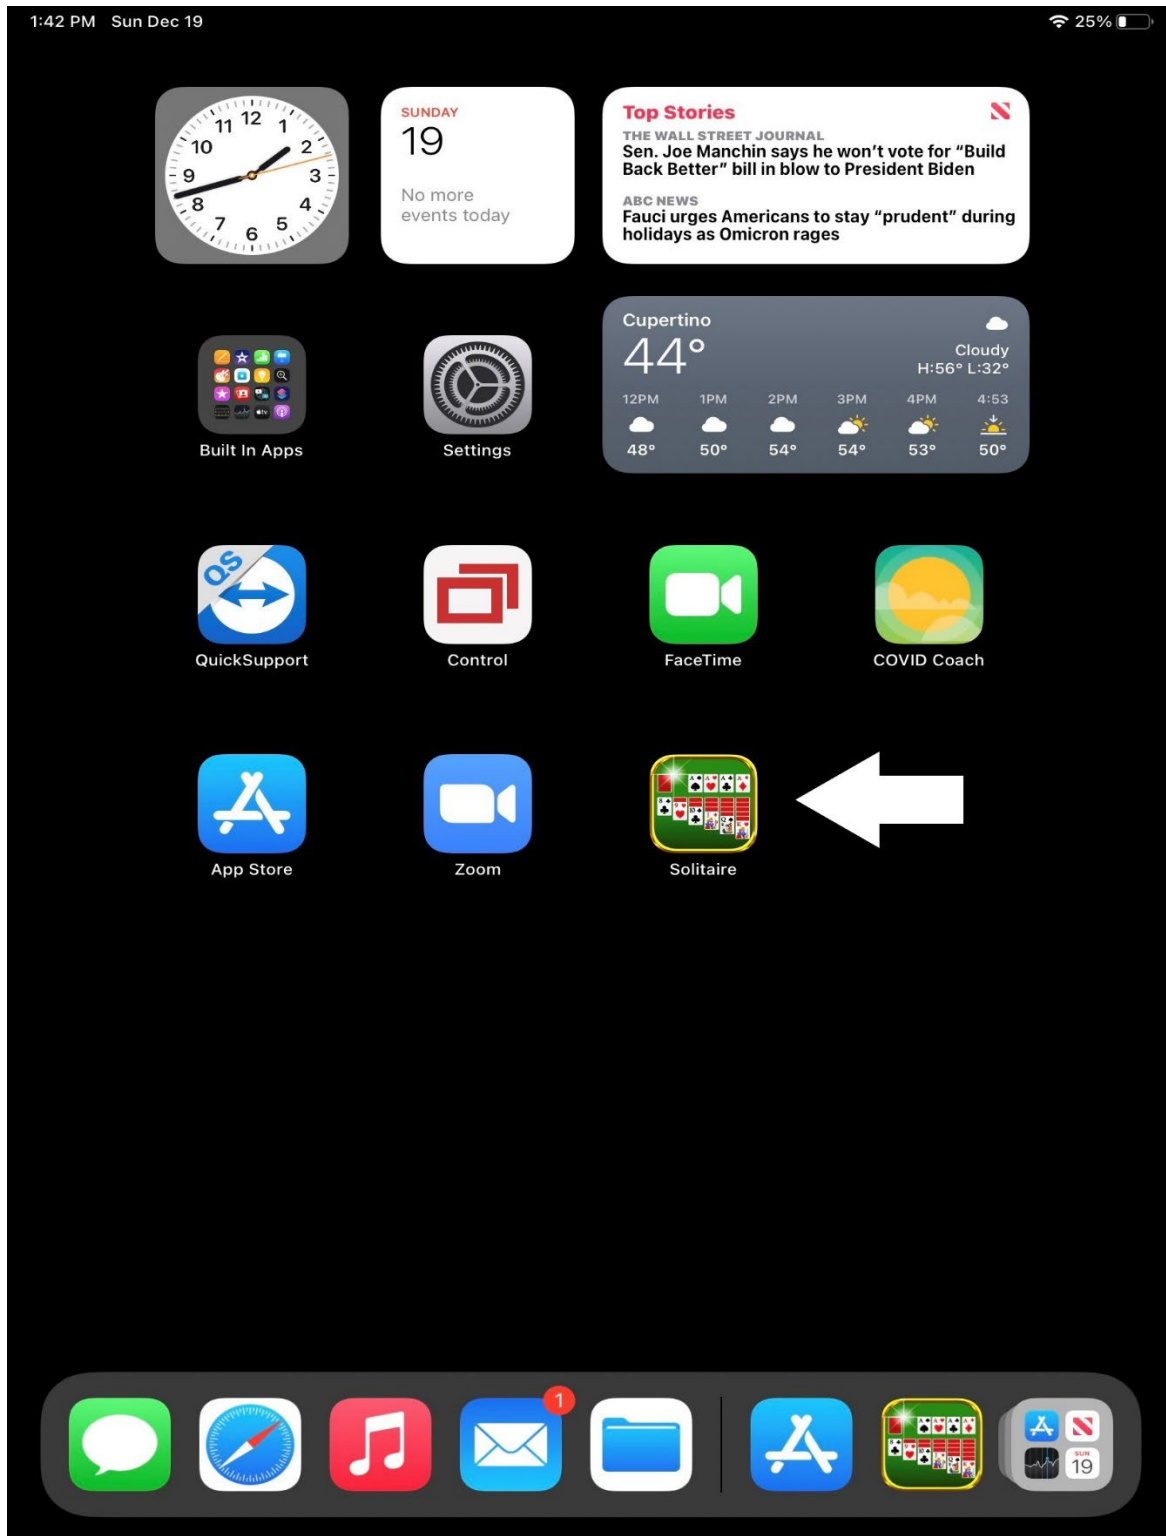 1:42 PM Sun Dec 19
25%
12
1
2
3
4
5
6
7
8
9
10
11
SUNDAY
19
No more
events today
Top Stories
THE WALL STREET JOURNAL
Sen. Joe Manchin says he won't vote for “Build
Back Better” bill in blow to President Biden
ABC NEWS
Fauci urges Americans to stay “prudent” during
holidays as Omicron rages
Built In Apps
Settings
Cupertino
44°
Cloudy
H:56° L:32°
12PM 1PM 2PM 3PM 4PM 4:53
48° 50° 54° 54° 53° 50°
QS
QuickSupport
Control
FaceTime
COVID Coach
App Store
Zoom
Solitaire
1
SUN
19